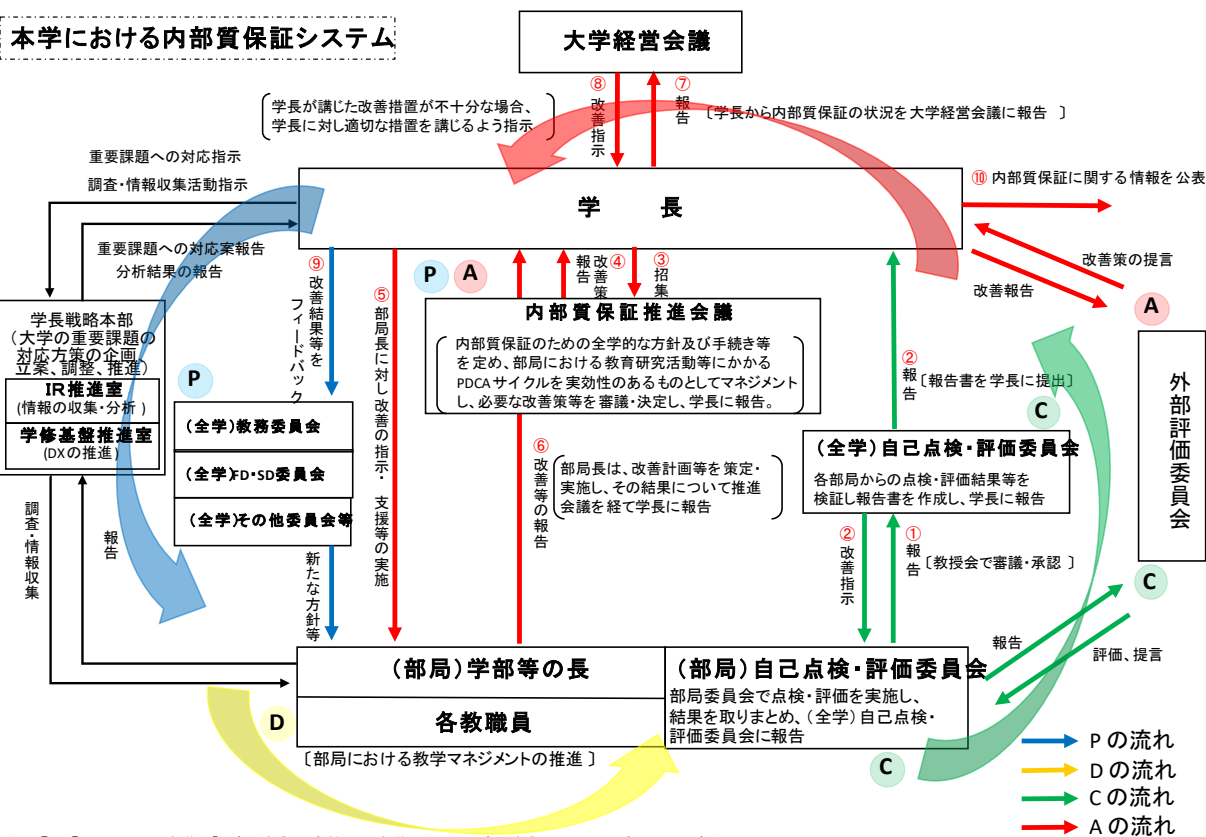 本学における内部質保証システム
大学経営会議
⑧
改善指示
⑦
報告
学長が講じた改善措置が不十分な場合、
学長に対し適切な措置を講じるよう指示
〔学長から内部質保証の状況を大学経営会議に報告 〕
重要課題への対応指示
調査・情報収集活動指示
学 長
⑩ 内部質保証に関する情報を公表
重要課題への対応案報告
分析結果の報告
改善策の提言
改善報告
⑨
改善結果等を
フィードバック
⑤
部局長に対し改善の指示・ 支援等の実施
P
A
改善策
報告
④
③
招集
A
学長戦略本部
(大学の重要課題の
対応方策の企画
立案、調整、推進)
IR推進室
(情報の収集・分析 )
学修基盤推進室
(DXの推進)
P
内部質保証推進会議
内部質保証のための全学的な方針及び手続き等
を定め、部局における教育研究活動等にかかる
PDCAサイクルを実効性のあるものとしてマネジメント
し、必要な改善策等を審議・決定し、学長に報告。
②
報告
〔報告書を学長に提出〕
C
外部評価委員会
(全学)教務委員会
(全学)FD・SD委員会
(全学)その他委員会等
⑥
改善等の報告
部局長は、改善計画等を策定・
実施し、その結果について推進
会議を経て学長に報告
(全学)自己点検・評価委員会
各部局からの点検・評価結果等を
検証し報告書を作成し、学長に報告
調査・情報収集
報告
新たな方針等
②
改善指示
①
報告
〔教授会で審議・承認 〕
C
報告
評価、提言
(部局)学部等の長
各教職員
(部局)自己点検・評価委員会
部局委員会で点検・評価を実施し、
結果を取りまとめ、(全学)自己点検・
評価委員会に報告
D
〔部局における教学マネジメントの推進 〕
C
Pの流れ
Dの流れ
Cの流れ
Aの流れ